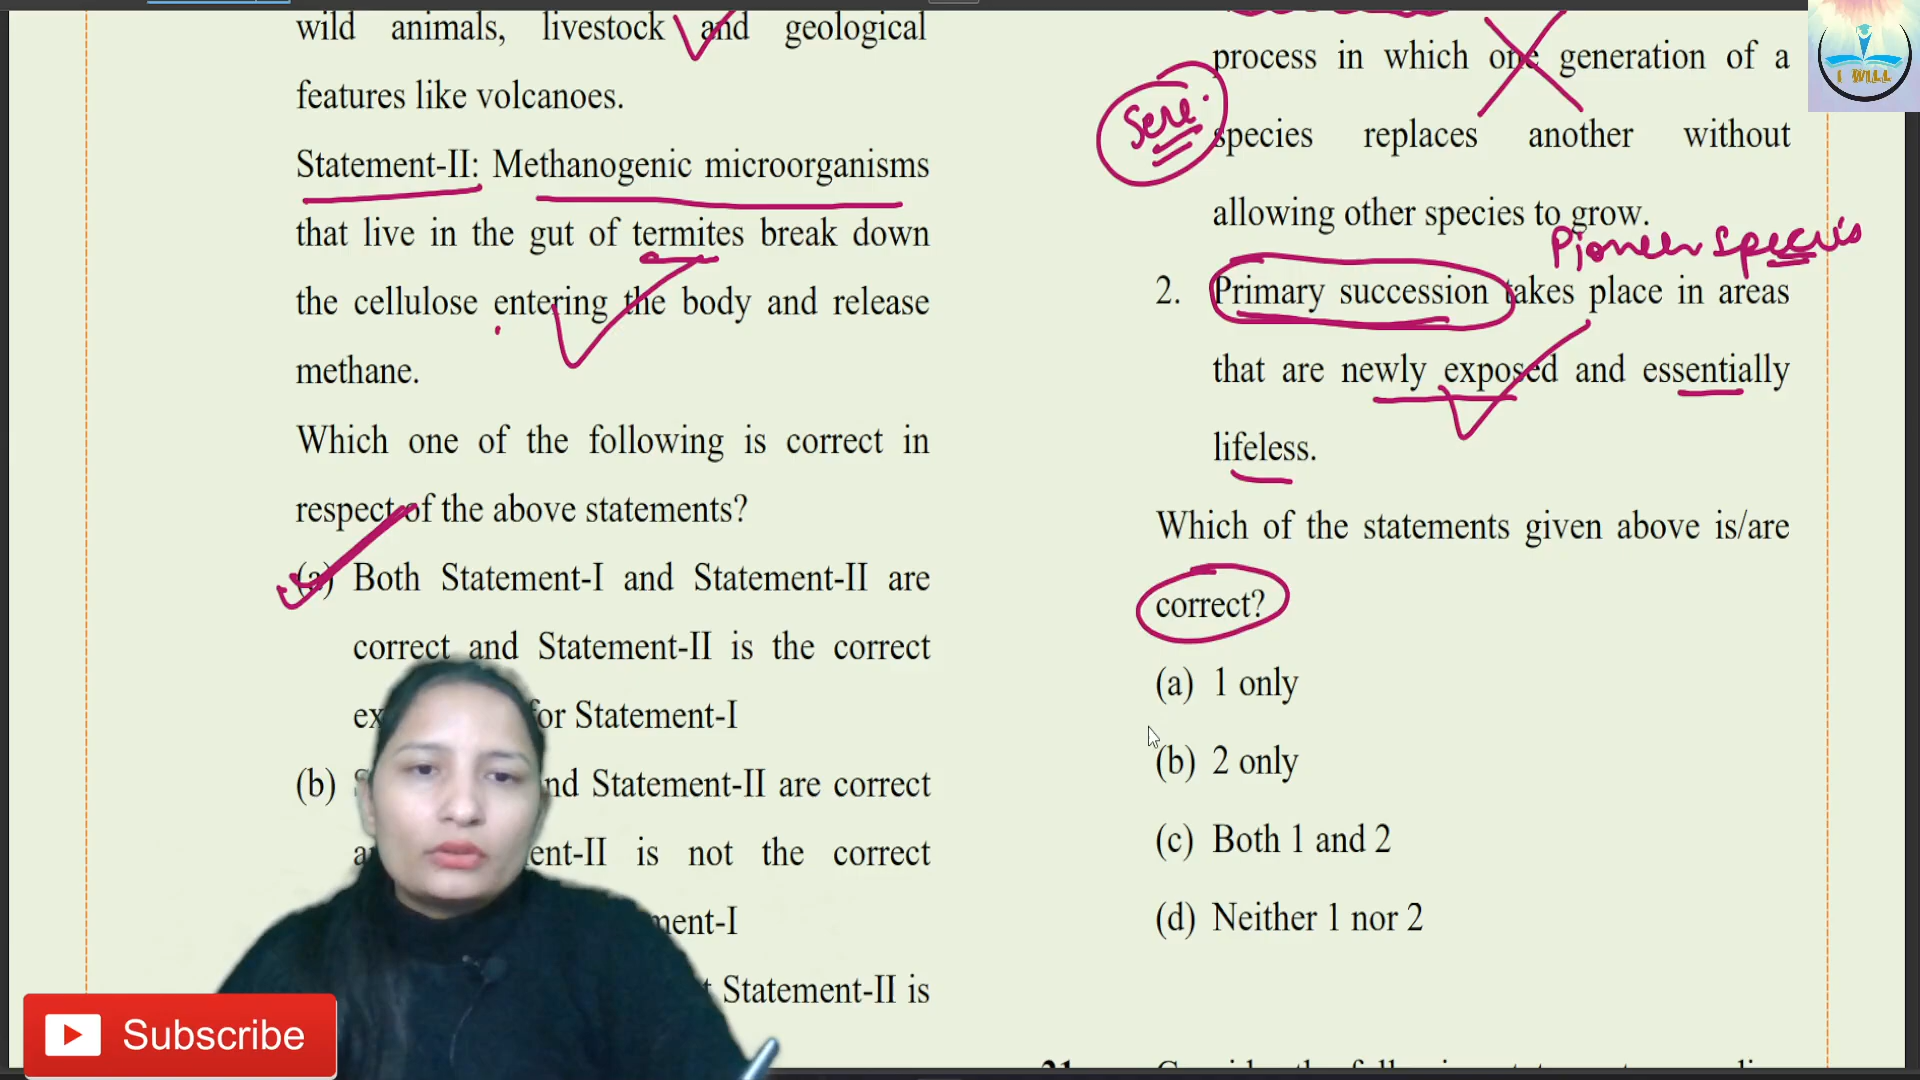 wild animals, livestock and geological
features like volcanoes.
Statement-II: Methanogenic microorganisms
that live in the gut of termites break down
the cellulose entering the body and release
methane.
Which one of the following is correct in
respect of the above statements?
(a) Both Statement-I and Statement-II are
correct and Statement-II is the correct
for Statement-I
(b) and Statement-II are correct
is not the correct
Statement-II is
Subscribe
I WILL
process in which one generation of a
Sere.
species replaces another without
allowing other species to grow.
Pioneer species
2. Primary succession takes place in areas
that are newly exposed and essentially
lifeless.
Which of the statements given above is/are
correct?
(a) 1 only
(b) 2 only
(c) Both 1 and 2
(d) Neither 1 nor 2